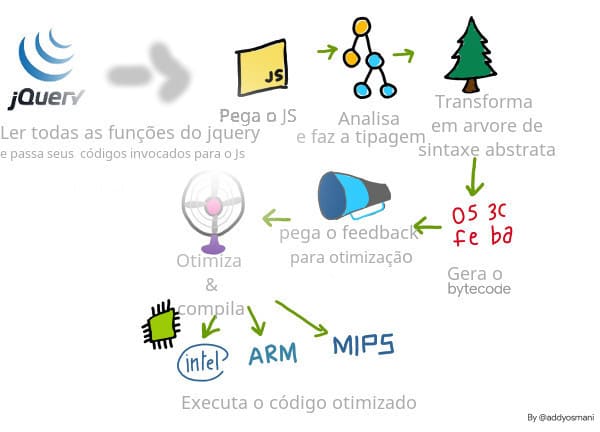 jQuery
Ler todas as funções do jquery
e passa seus códigos invocados para o Js
JS
Pega o JS
Analisa
e faz a tipagem
Transforma
em arvore de
sintaxe abstrata
05 3c
fe ba
Gera o
bytecode
pega o feedback
para otimização
Otimiza
&
compila
intel
ARM
MIPS
Executa o código otimizado
By @addyosmani